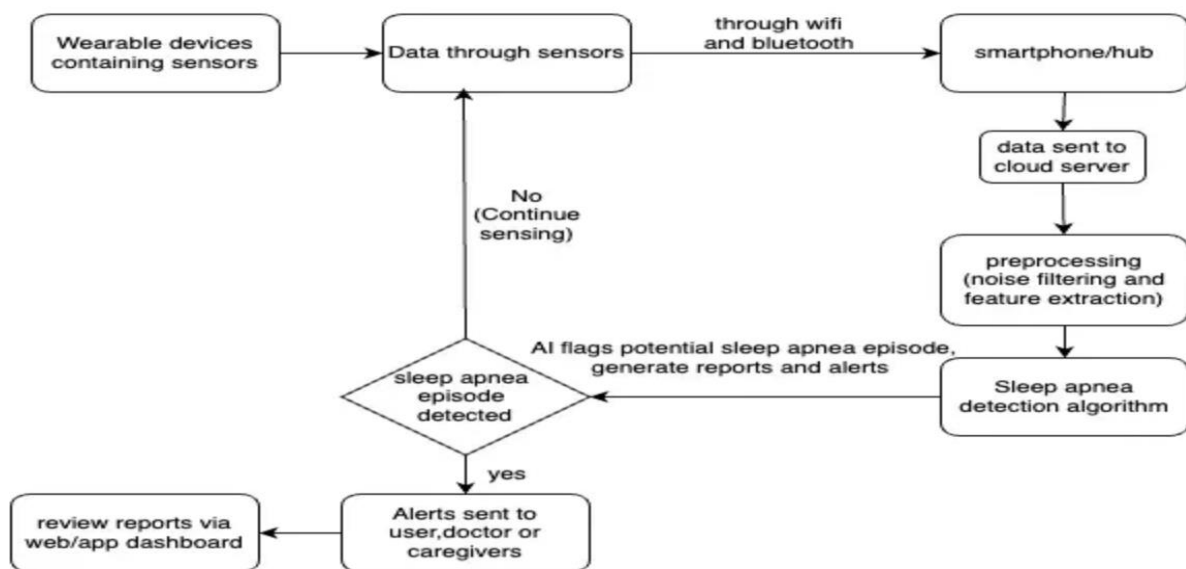 Wearable devices
containing sensors
Data through sensors
through wifi
and bluetooth
smartphone/hub
data sent to
cloud server
preprocessing
(noise filtering and
feature extraction)
Sleep apnea
detection algorithm
AI flags potential sleep apnea episode,
generate reports and alerts
sleep apnea
episode
detected
No
(Continue
sensing)
yes
Alerts sent to
user,doctor or
caregivers
review reports via
web/app dashboard